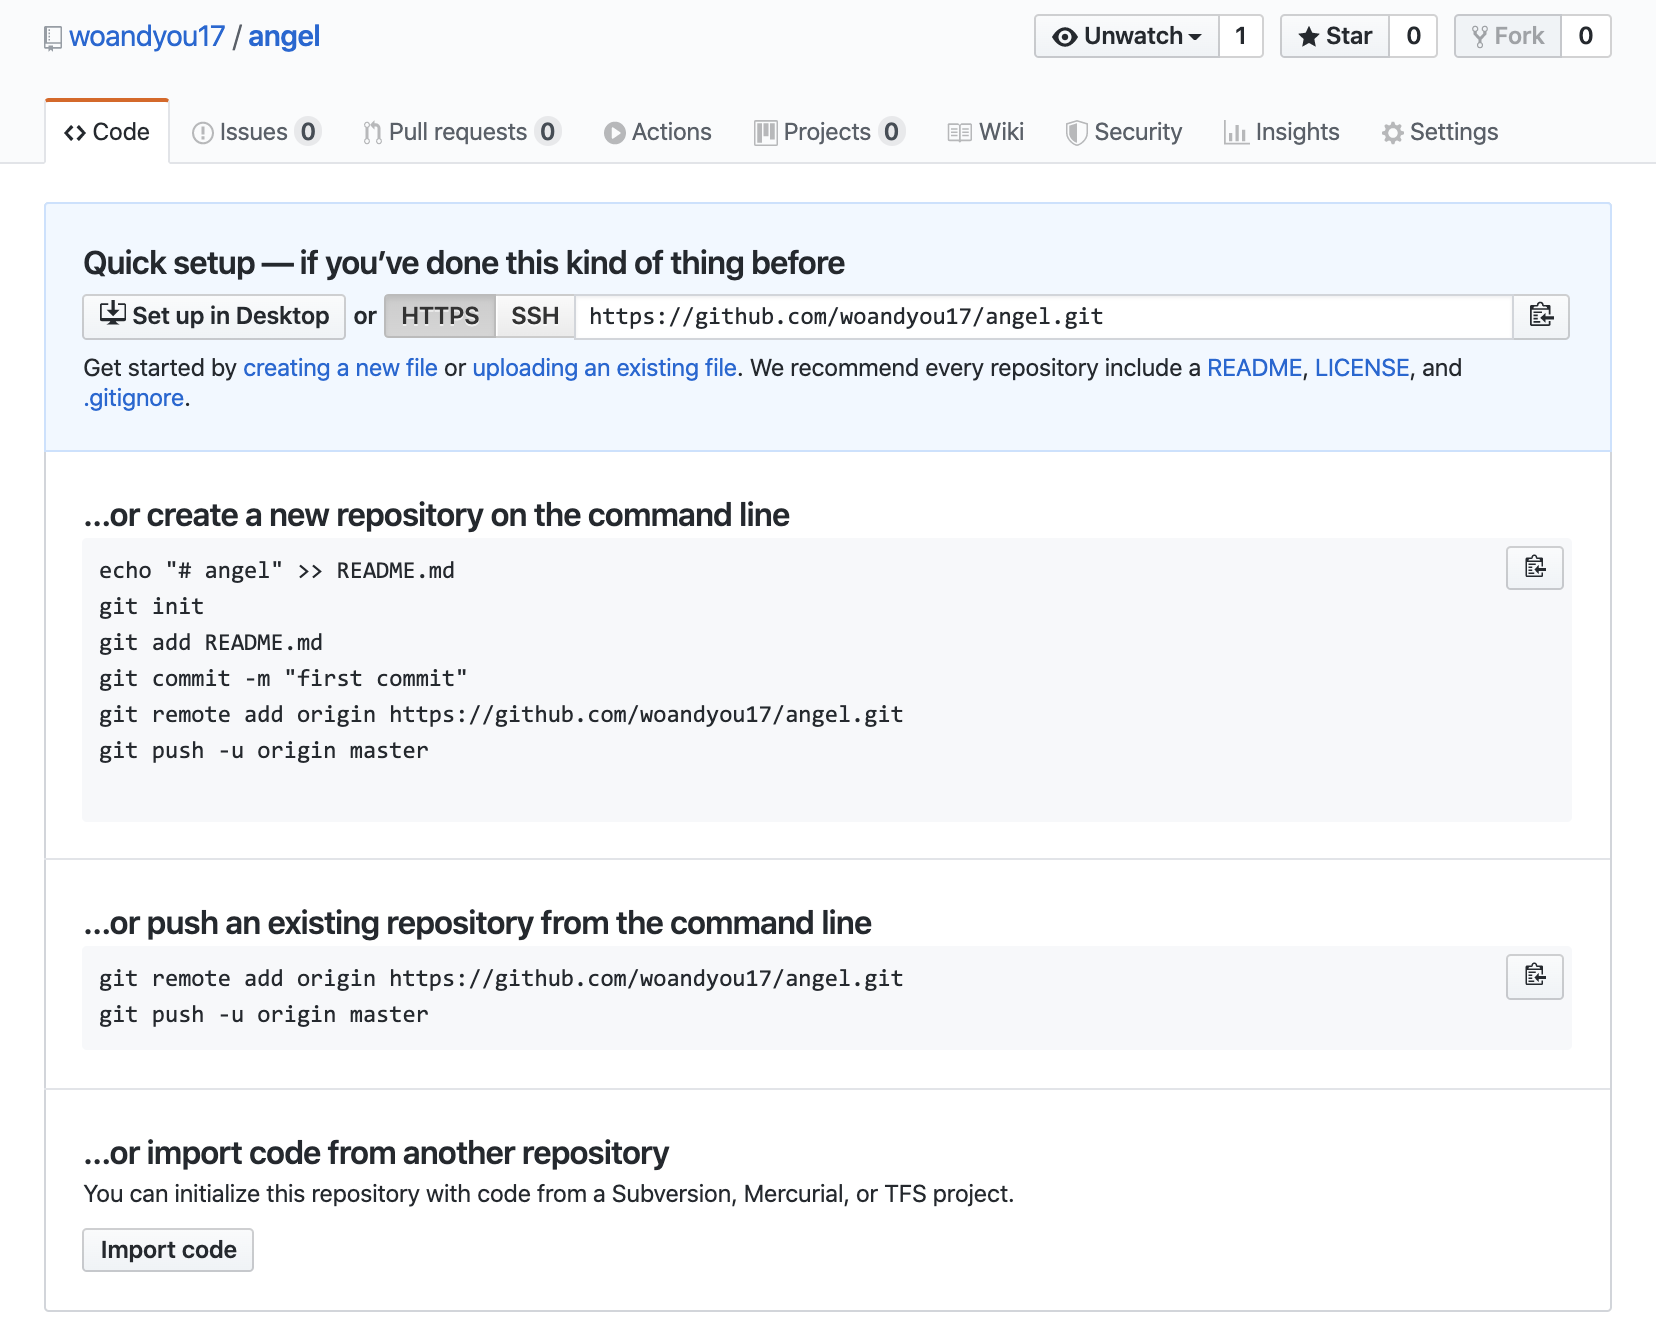 woandyou17 / angel
Unwatch 1 Star 0 Fork 0
Code Issues 0 Pull requests 0 Actions Projects 0 Wiki Security Insights Settings
Quick setup — if you’ve done this kind of thing before
Set up in Desktop or HTTPS SSH https://github.com/woandyou17/angel.git
Get started by creating a new file or uploading an existing file. We recommend every repository include a README, LICENSE, and
.gitignore.
…or create a new repository on the command line
echo "# angel" >> README.md
git init
git add README.md
git commit -m "first commit"
git remote add origin https://github.com/woandyou17/angel.git
git push -u origin master
…or push an existing repository from the command line
git remote add origin https://github.com/woandyou17/angel.git
git push -u origin master
…or import code from another repository
You can initialize this repository with code from a Subversion, Mercurial, or TFS project.
Import code